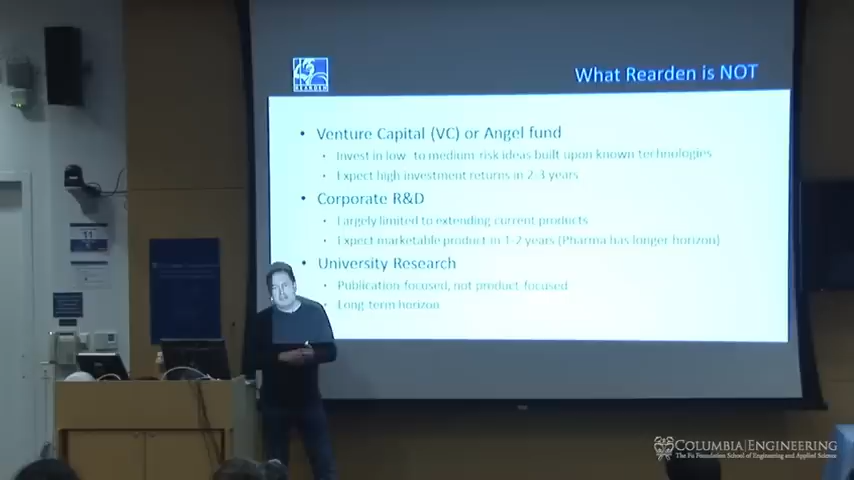 REARDEN
What Rearden is NOT
• Venture Capital (VC) or Angel fund
• Invest in low- to medium-risk ideas built upon known technologies
• Expect high investment returns in 2-3 years
• Corporate R&D
• Largely limited to extending current products
• Expect marketable product in 1-2 years (Pharma has longer horizon)
• University Research
• Publication-focused, not product-focused
• Long-term horizon
11
COLUMBIA | ENGINEERING
The Fu Foundation School of Engineering and Applied Science